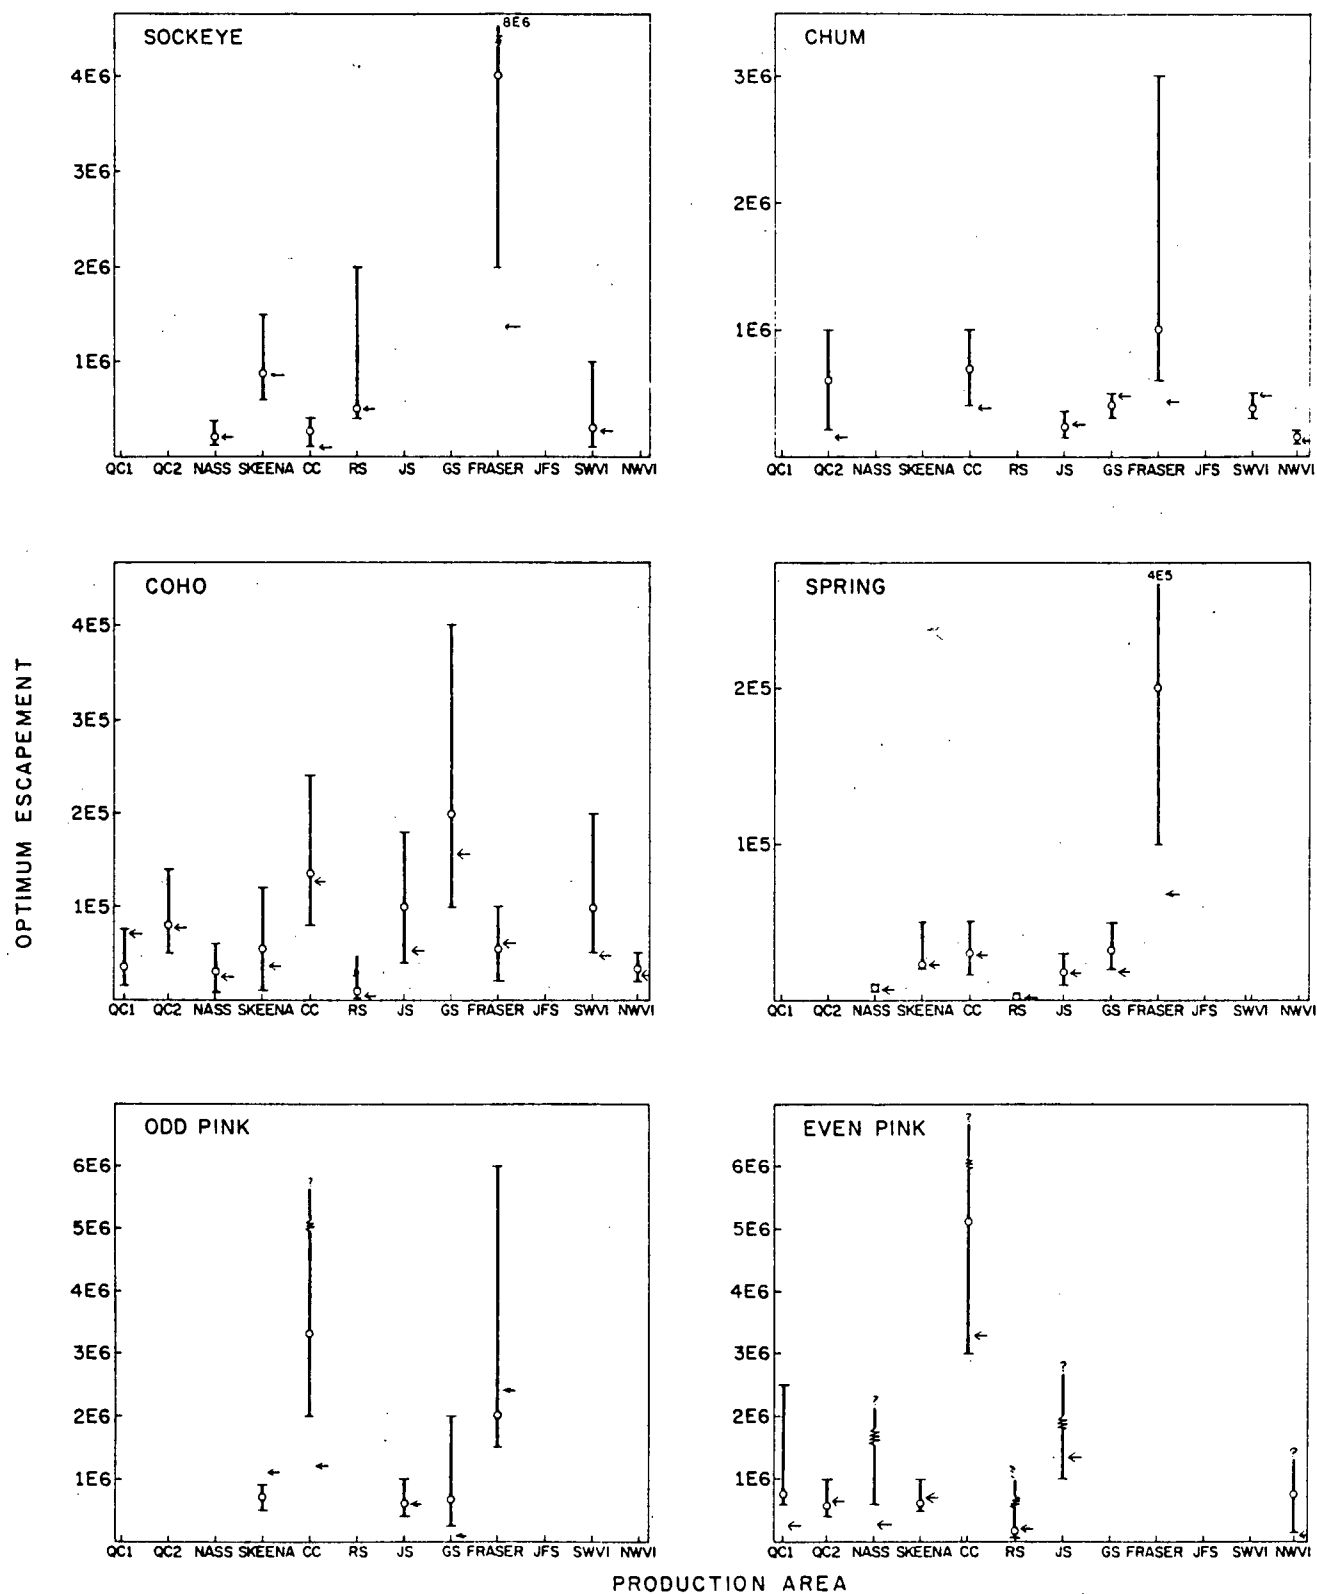 SOCKEYE
8E6
4E6
3E6
2E6
1E6
QC1 QC2 NASS SKEENA CC RS JS GS FRASER JFS SWVI NWVI
CHUM
3E6
2E6
1E6
QC1 QC2 NASS SKEENA CC RS JS GS FRASER JFS SWVI NWVI
OPTIMUM ESCAPEMENT
COHO
4E5
3E5
2E5
1E5
QC1 QC2 NASS SKEENA CC RS JS GS FRASER JFS SWVI NWVI
SPRING
4E5
2E5
1E5
QC1 QC2 NASS SKEENA CC RS JS GS FRASER JFS SWVI NWVI
ODD PINK
?
6E6
5E6
4E6
3E6
2E6
1E6
QC1 QC2 NASS SKEENA CC RS JS GS FRASER JFS SWVI NWVI
EVEN PINK
?
6E6
5E6
4E6
3E6
?
?
2E6
?
?
1E6
QC1 QC2 NASS SKEENA CC RS JS GS FRASER JFS SWVI NWVI
PRODUCTION AREA